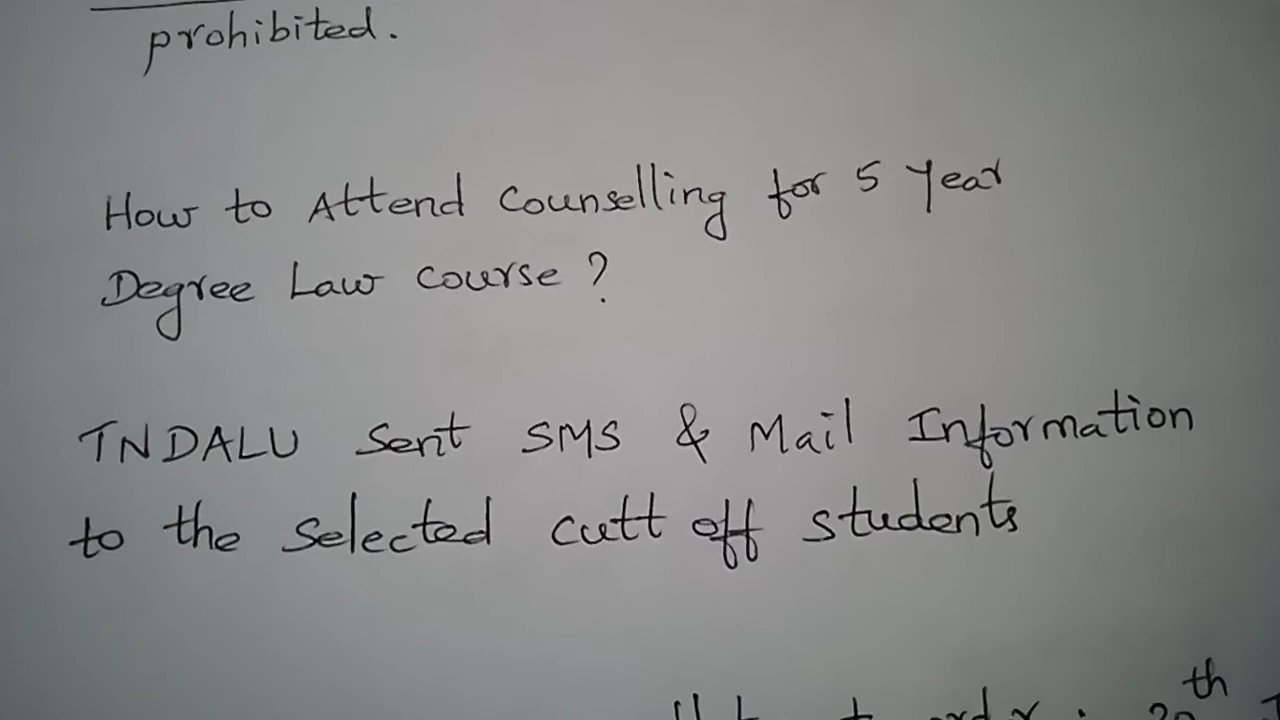 prohibited.
How to Attend Counselling for 5 Year
Degree Law Course ?
TNDALU Sent SMS & Mail Information
to the Selected cutt off students
th